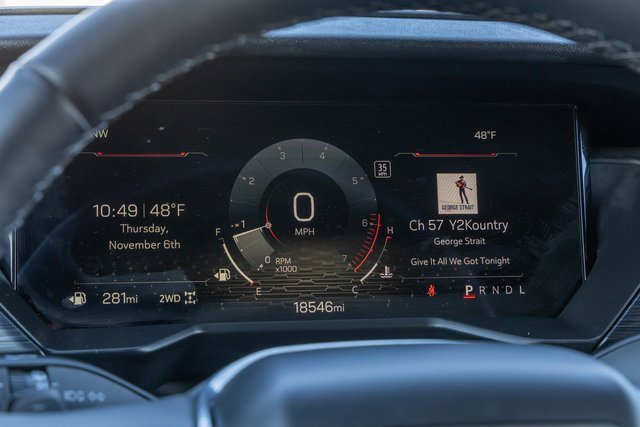 NW
48°F
10:49 | 48°F
Thursday,
November 6th
281mi
2WD
F
E
0 1 2 3 4 5 6 7
0
MPH
RPM
x1000
35
MPH
H
C
18546mi
GEORGE STRAIT
Ch 57 Y2Kountry
George Strait
Give It All We Got Tonight
P R N D L